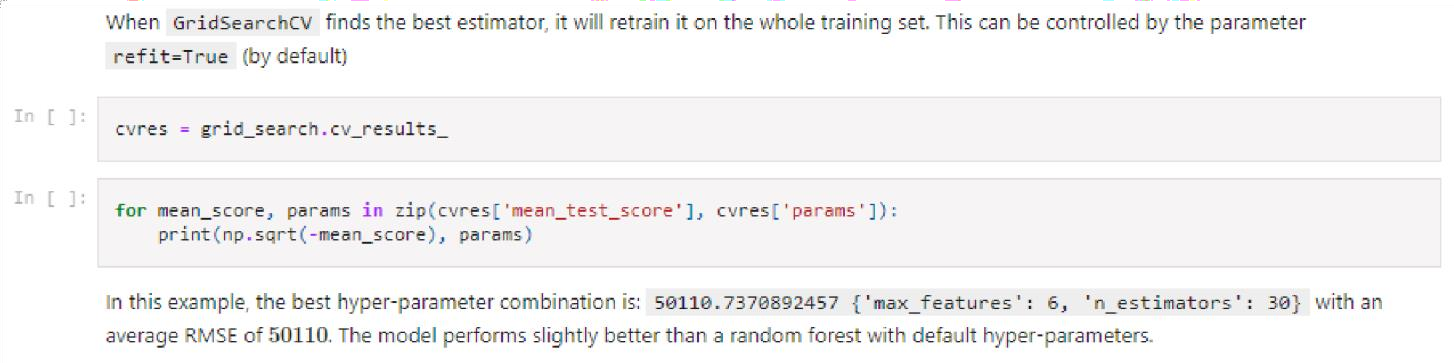 When GridSearchCV finds the best estimator, it will retrain it on the whole training set. This can be controlled by the parameter
refit=True (by default)
In [ ]:
cvres = grid_search.cv_results_
In [ ]:
for mean_score, params in zip(cvres['mean_test_score'], cvres['params']):
    print(np.sqrt(-mean_score), params)
In this example, the best hyper-parameter combination is: 50110.7370892457 {'max_features': 6, 'n_estimators': 30} with an
average RMSE of 50110. The model performs slightly better than a random forest with default hyper-parameters.